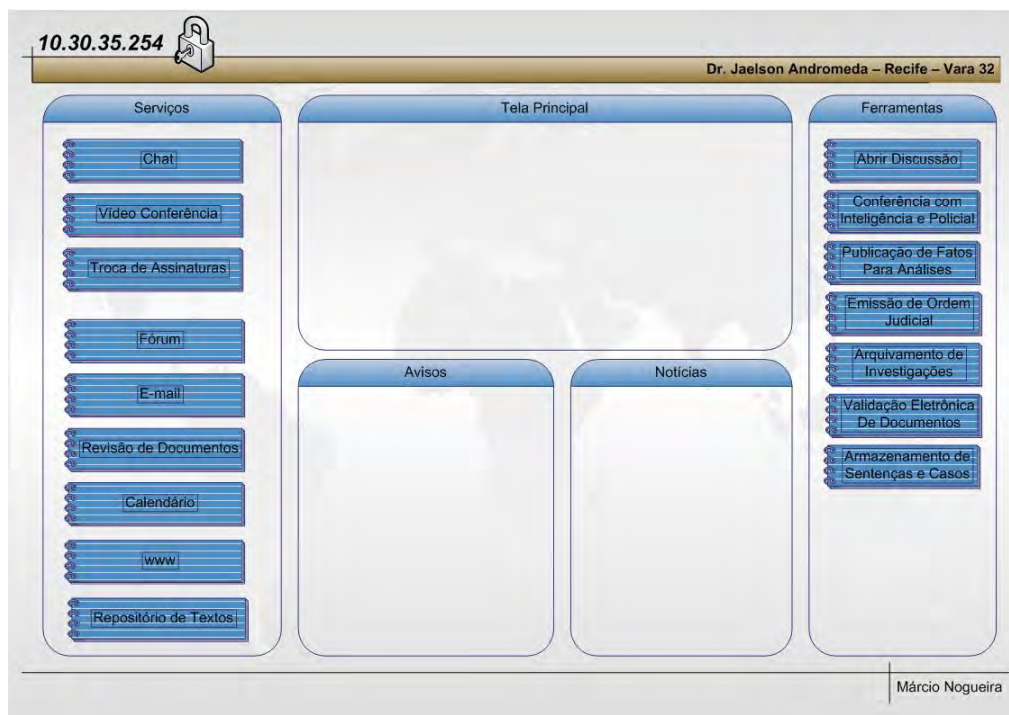 10.30.35.254
Dr. Jaelson Andromeda – Recife – Vara 32
Serviços
Chat
Vídeo Conferência
Troca de Assinaturas
Fórum
E-mail
Revisão de Documentos
Calendário
www
Repositório de Textos
Tela Principal
Avisos
Notícias
Ferramentas
Abrir Discussão
Conferência com
Inteligência e Policial
Publicação de Fatos
Para Análises
Emissão de Ordem
Judicial
Arquivamento de
Investigações
Validação Eletrônica
De Documentos
Armazenamento de
Sentenças e Casos
Márcio Nogueira